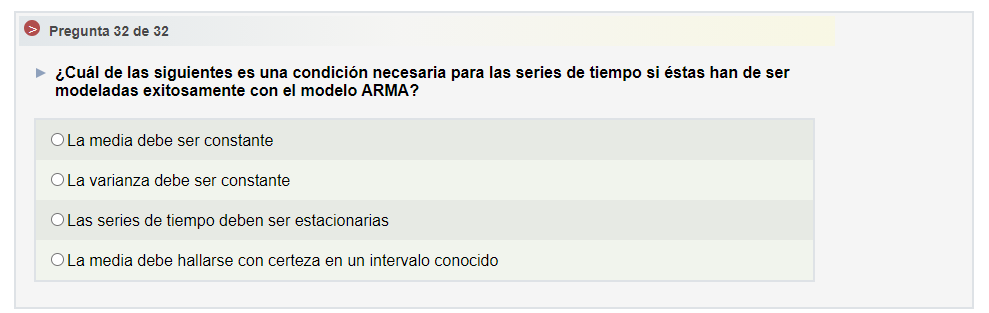 Pregunta 32 de 32
¿Cuál de las siguientes es una condición necesaria para las series de tiempo si éstas han de ser
modeladas exitosamente con el modelo ARMA?
La media debe ser constante
La varianza debe ser constante
Las series de tiempo deben ser estacionarias
La media debe hallarse con certeza en un intervalo conocido